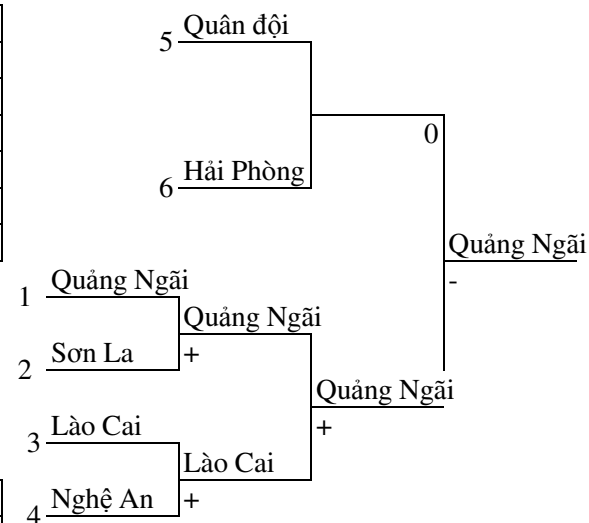 5 Quân đội
0
6 Hải Phòng
Quảng Ngãi
-
1 Quảng Ngãi
Quảng Ngãi
+
2 Sơn La
Quảng Ngãi
+
3 Lào Cai
Lào Cai
+
4 Nghệ An